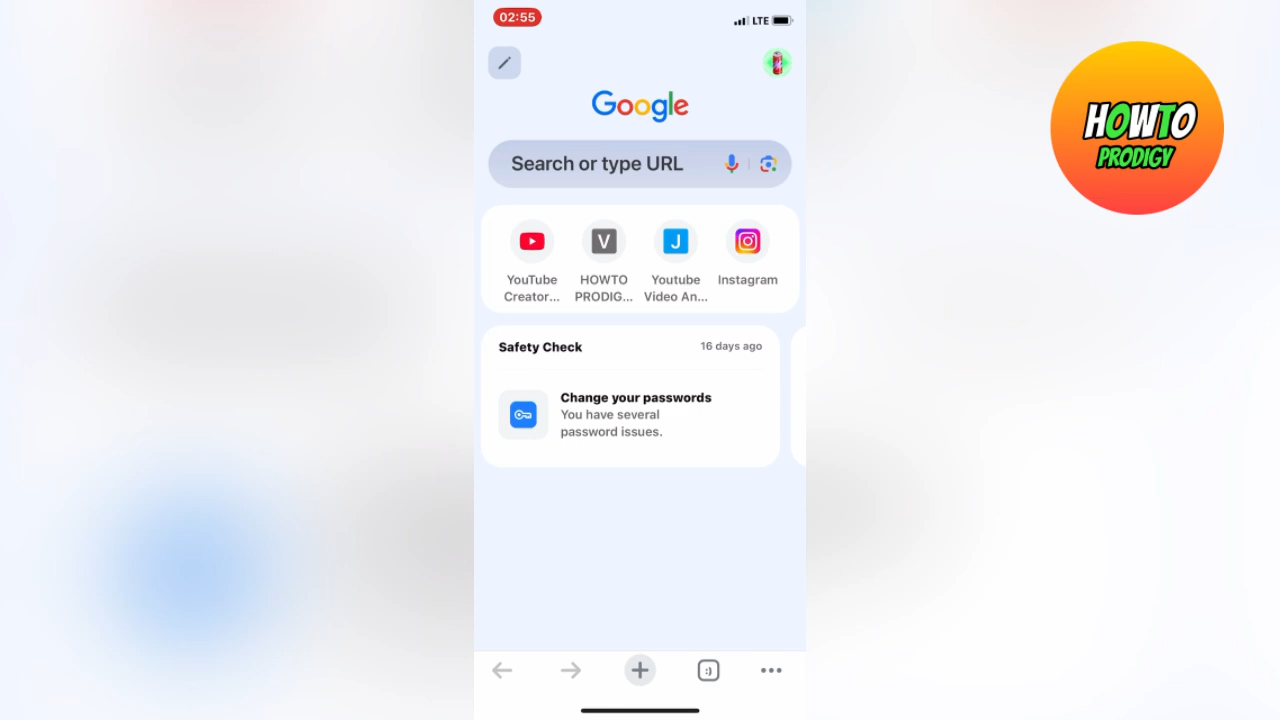 02:55
LTE
Google
Search or type URL
YouTube
Creator...
V
HOWTO
PRODIG...
J
Youtube
Video An...
Instagram
Safety Check
16 days ago
Change your passwords
You have several
password issues.
:)
HOWTO
PRODIGY